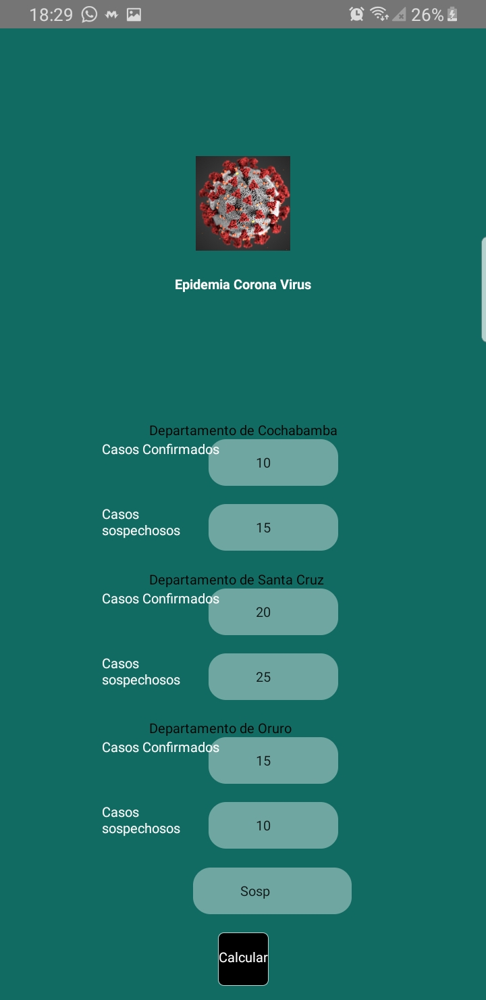 18:29 26%
Epidemia Corona Virus
Departamento de Cochabamba
Casos Confirmados
10
Casos
sospechosos
15
Departamento de Santa Cruz
Casos Confirmados
20
Casos
sospechosos
25
Departamento de Oruro
Casos Confirmados
15
Casos
sospechosos
10
Sosp
Calcular